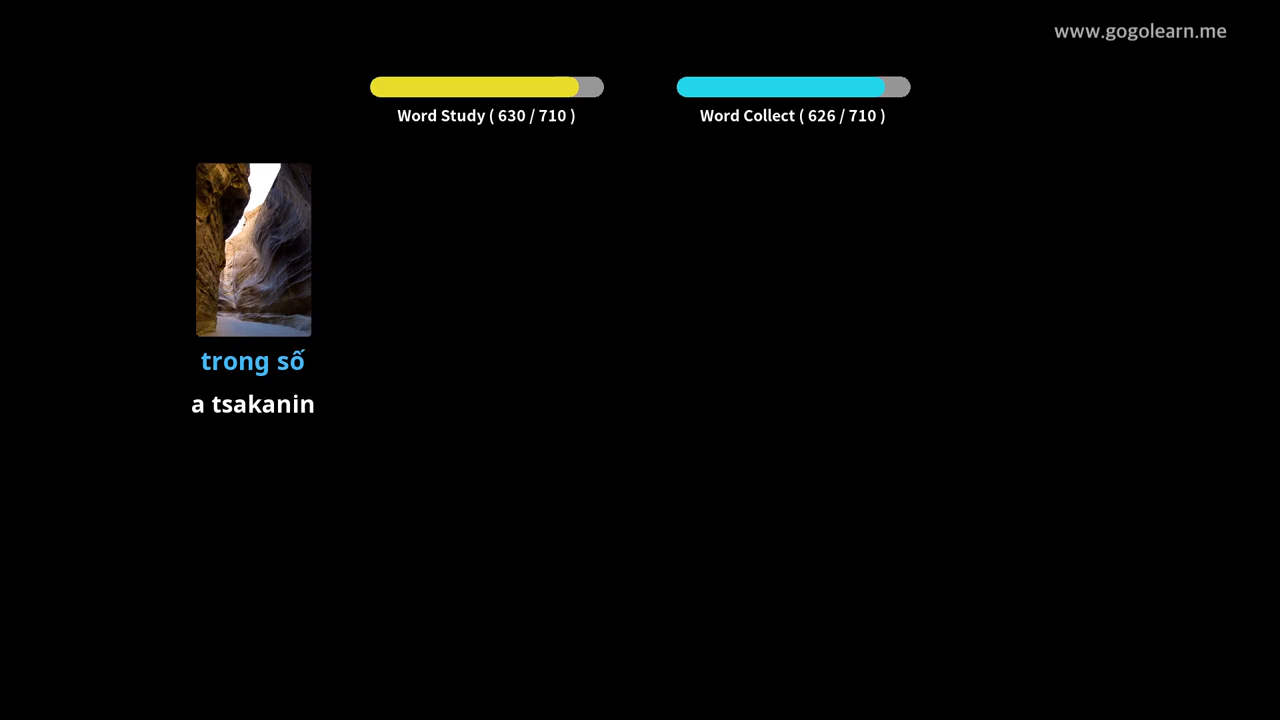 www.gogolearn.me
Word Study ( 630 / 710 )
Word Collect ( 626 / 710 )
trong số
a tsakanin